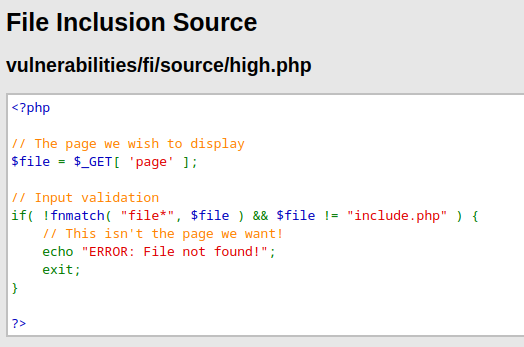 File Inclusion Source
vulnerabilities/fi/source/high.php
<?php
// The page we wish to display
$file = $_GET[ 'page' ];
// Input validation
if( !fnmatch( "file*", $file ) && $file != "include.php" ) {
    // This isn't the page we want!
    echo "ERROR: File not found!";
    exit;
}
?>